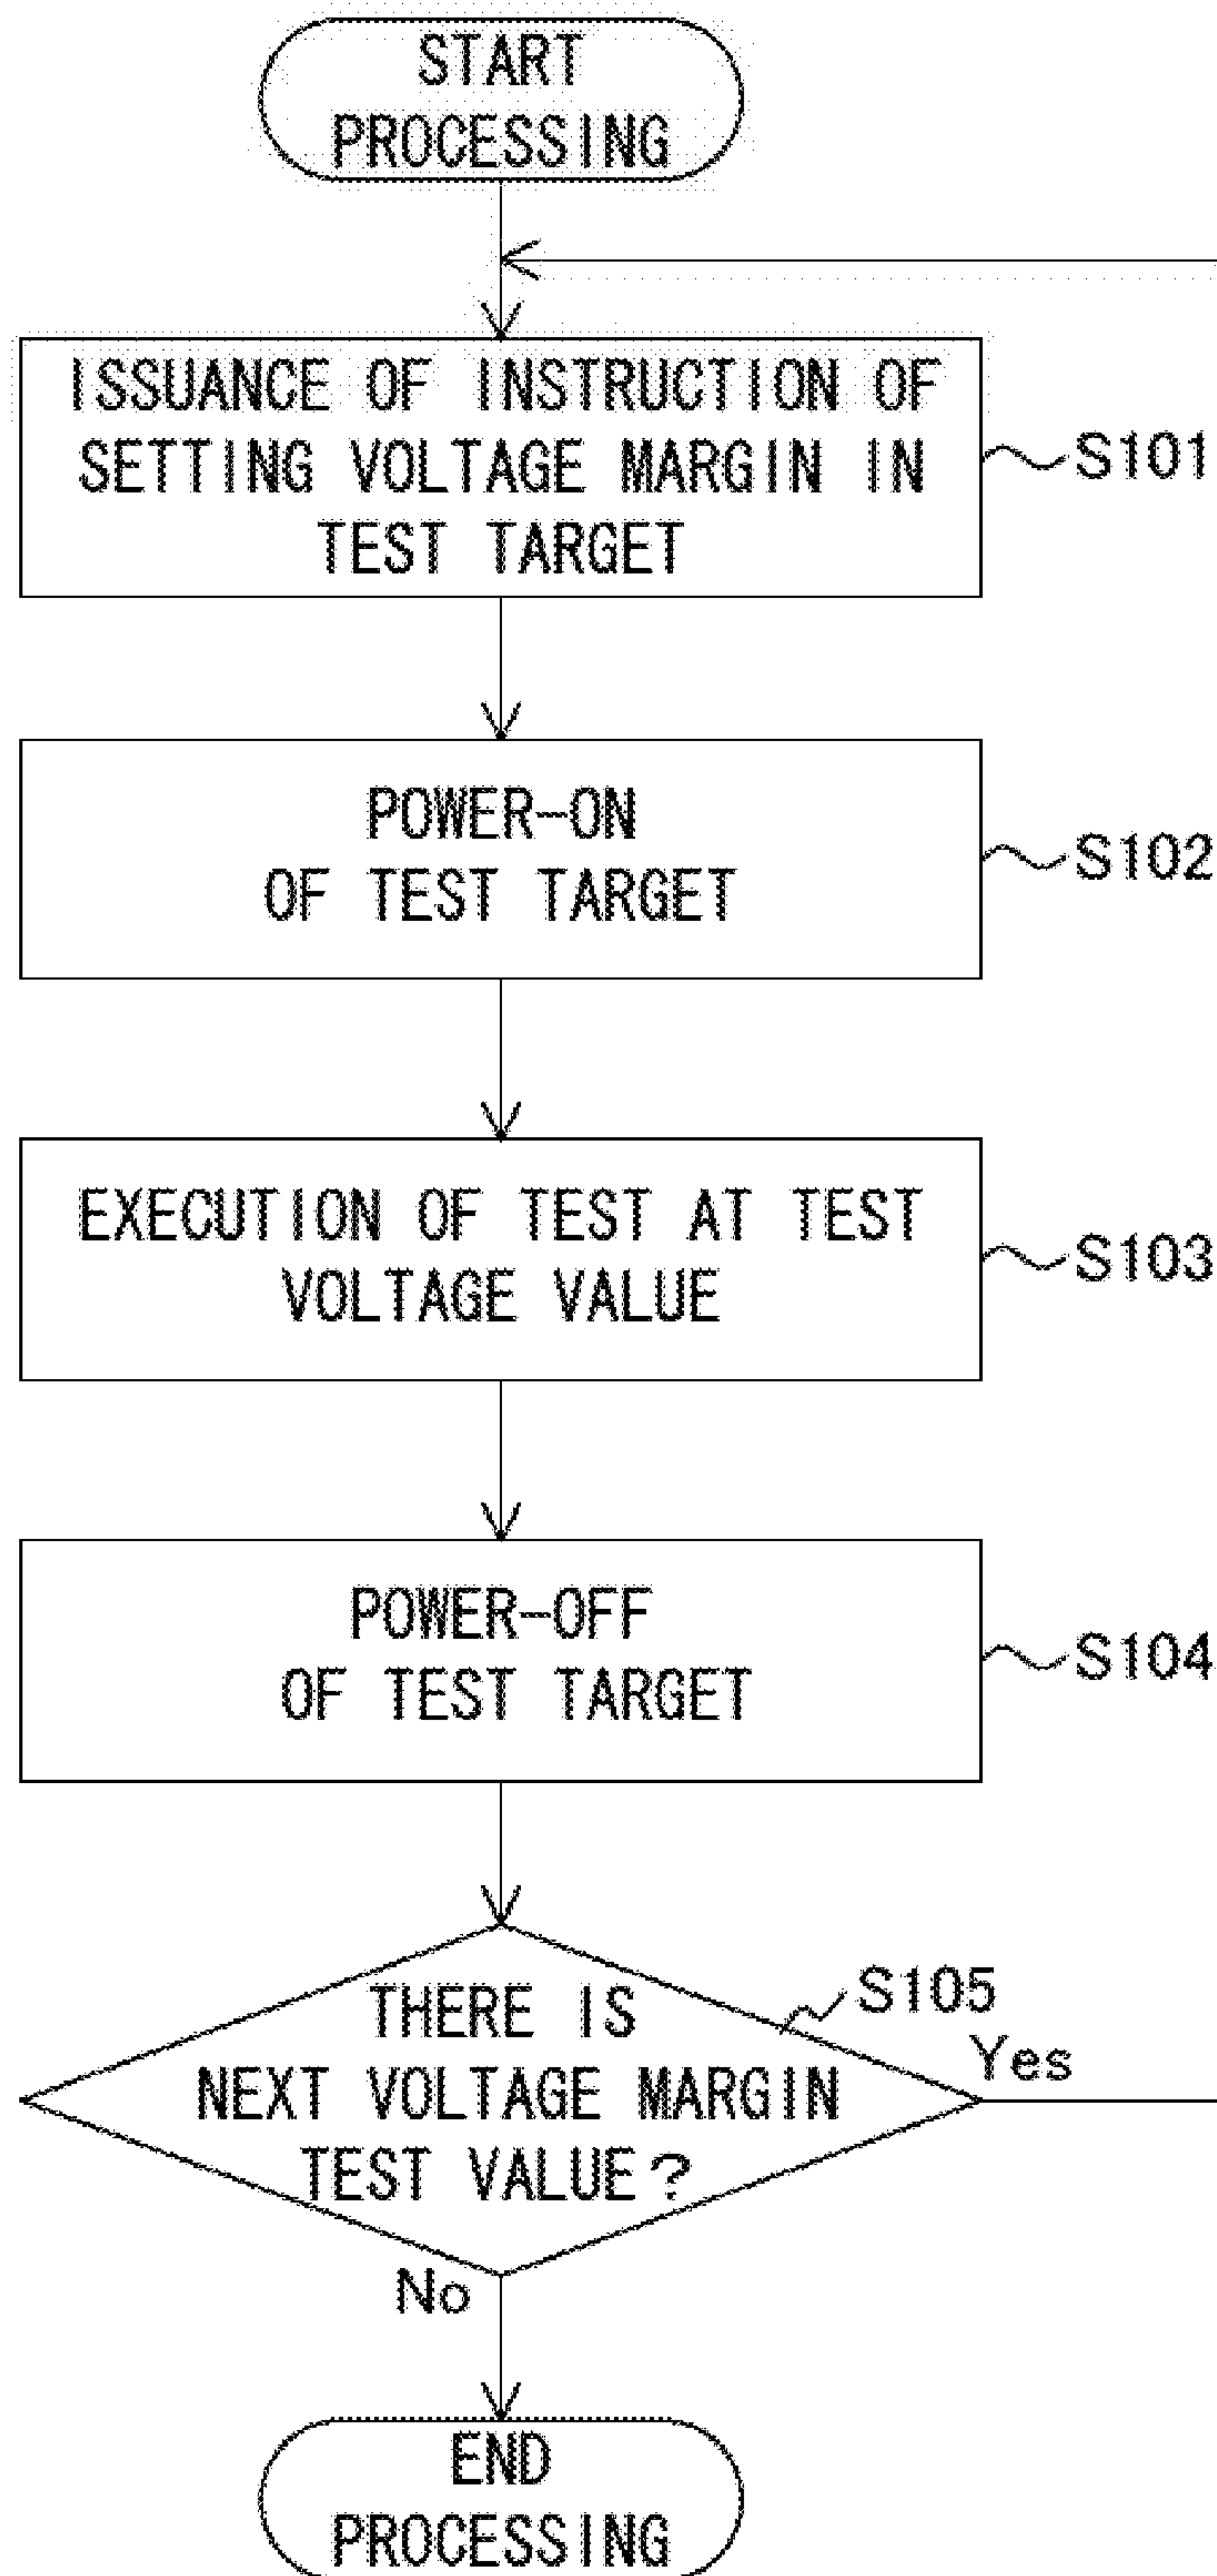 START
PROCESSING
ISSUANCE OF INSTRUCTION OF
SETTING VOLTAGE MARGIN IN
TEST TARGET
S101
POWER-ON
OF TEST TARGET
S102
EXECUTION OF TEST AT TEST
VOLTAGE VALUE
S103
POWER-OFF
OF TEST TARGET
S104
THERE IS
NEXT VOLTAGE MARGIN
TEST VALUE?
S105
Yes
No
END
PROCESSING